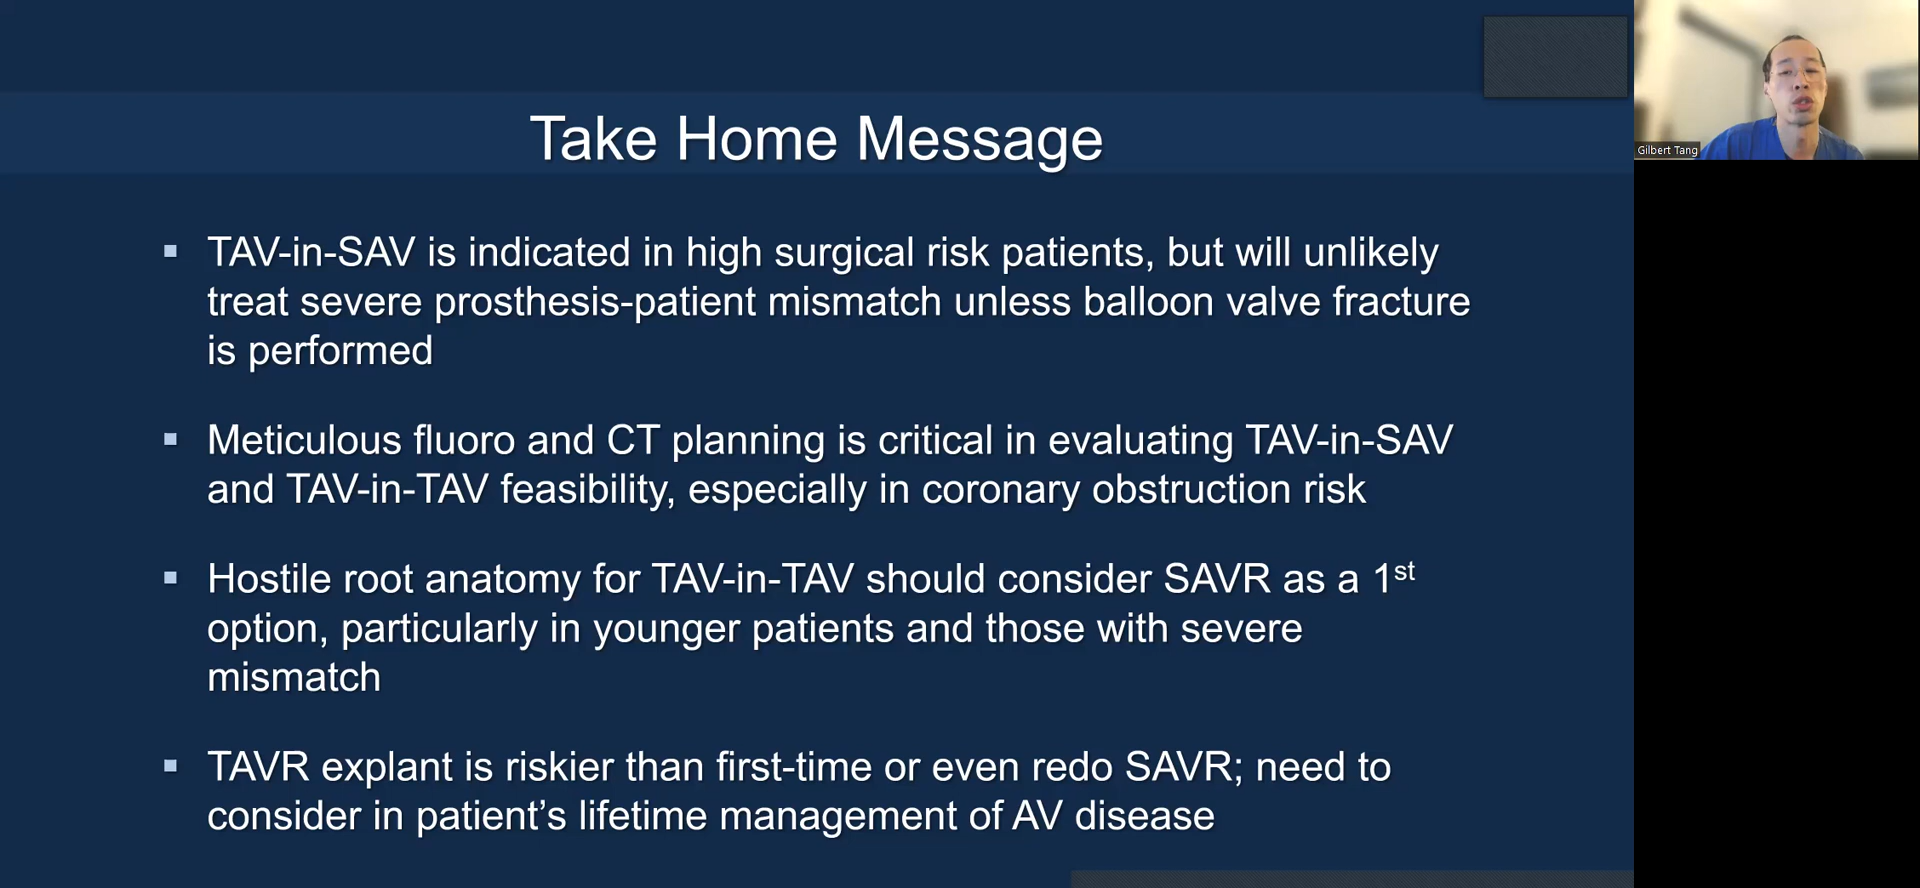 Take Home Message
TAV-in-SAV is indicated in high surgical risk patients, but will unlikely
treat severe prosthesis-patient mismatch unless balloon valve fracture
is performed
Meticulous fluoro and CT planning is critical in evaluating TAV-in-SAV
and TAV-in-TAV feasibility, especially in coronary obstruction risk
Hostile root anatomy for TAV-in-TAV should consider SAVR as a 1st
option, particularly in younger patients and those with severe
mismatch
TAVR explant is riskier than first-time or even redo SAVR; need to
consider in patient’s lifetime management of AV disease
Gilbert Tang